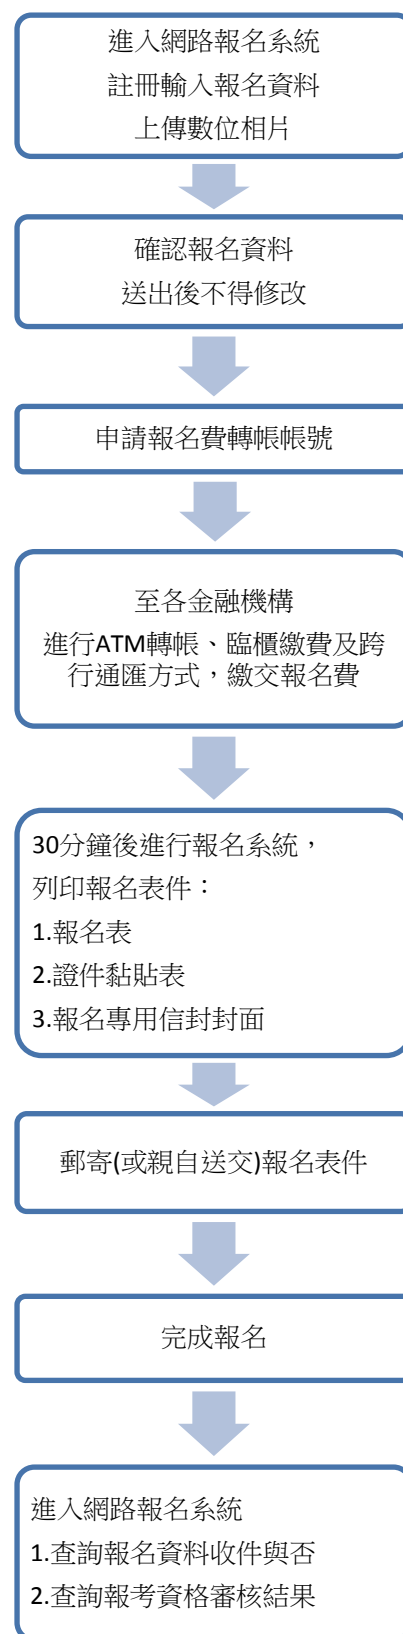 進入網路報名系統
註冊輸入報名資料
上傳數位相片
確認報名資料
送出後不得修改
申請報名費轉帳帳號
至各金融機構
進行ATM轉帳、臨櫃繳費及跨
行通匯方式，繳交報名費
30分鐘後進行報名系統，
列印報名表件：
1.報名表
2.證件黏貼表
3.報名專用信封封面
郵寄(或親自送交)報名表件
完成報名
進入網路報名系統
1.查詢報名資料收件與否
2.查詢報考資格審核結果